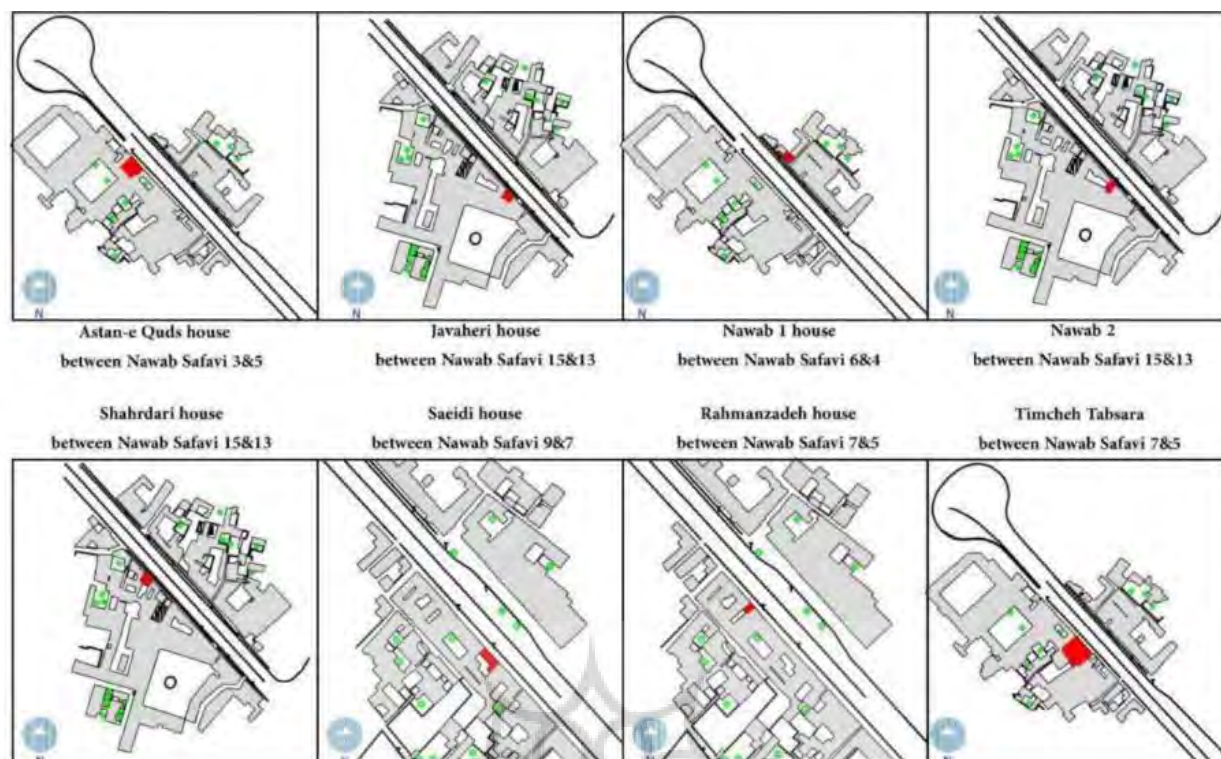 N N N N
Astan-e Quds house Javaheri house Nawab 1 house Nawab 2
between Nawab Safavi 3&5 between Nawab Safavi 15&13 between Nawab Safavi 6&4 between Nawab Safavi 15&13
Shahrdari house Saeidi house Rahmanzadeh house Timcheh Tabsara
between Nawab Safavi 15&13 between Nawab Safavi 9&7 between Nawab Safavi 7&5 between Nawab Safavi 7&5
N N N N